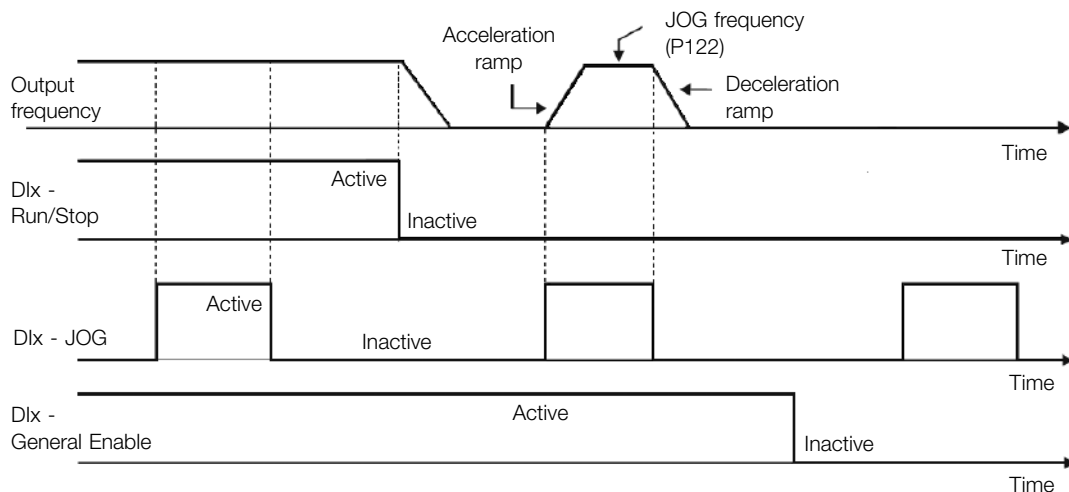 JOG frequency
(P122)
Acceleration
ramp
Output
frequency
Deceleration
ramp
Time
DIx -
Run/Stop
Active
Inactive
Time
DIx - JOG
Active
Inactive
Time
DIx -
General Enable
Active
Inactive
Time